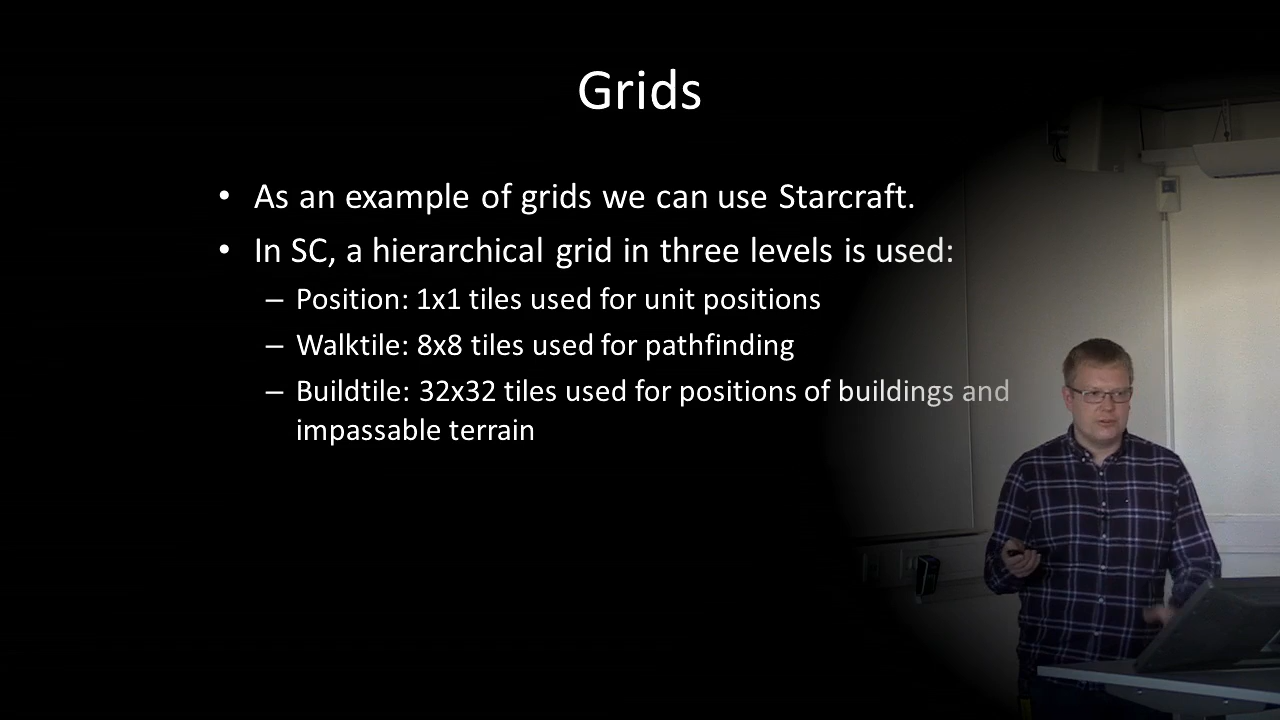 Grids
• As an example of grids we can use Starcraft.
• In SC, a hierarchical grid in three levels is used:
– Position: 1x1 tiles used for unit positions
– Walktile: 8x8 tiles used for pathfinding
– Buildtile: 32x32 tiles used for positions of buildings and
impassable terrain